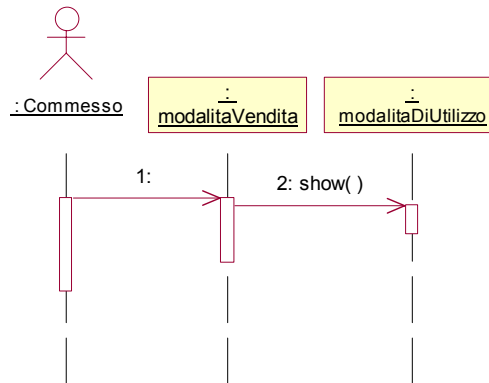 : Commesso
:
modalitaVendita
:
modalitaDiUtilizzo
1:
2: show( )